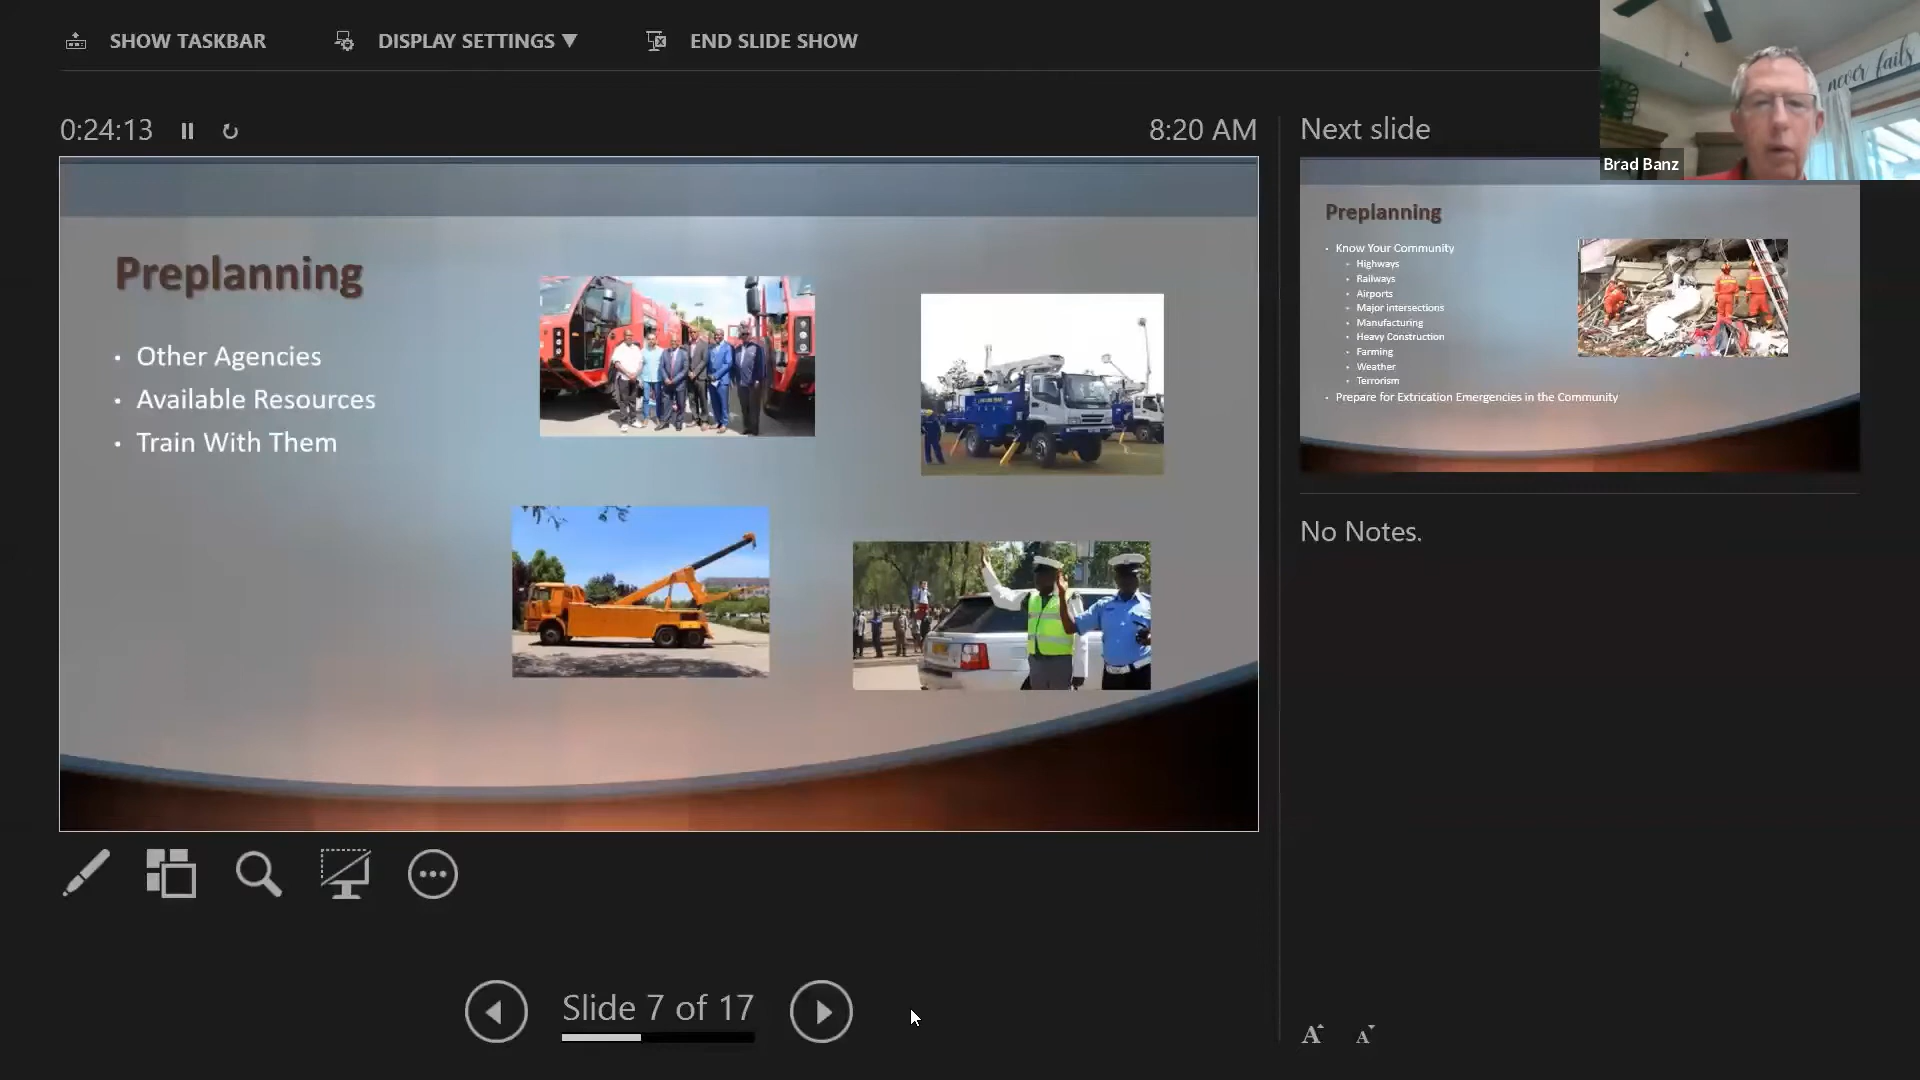 SHOW TASKBAR
DISPLAY SETTINGS ▼
END SLIDE SHOW
never fails
Brad Banz
0:24:13
8:20 AM
Next slide
Preplanning
• Other Agencies
• Available Resources
• Train With Them
Preplanning
• Know Your Community
• Highways
• Railways
• Airports
• Major intersections
• Manufacturing
• Heavy Construction
• Farming
• Weather
• Terrorism
• Prepare for Extrication Emergencies in the Community
No Notes.
Slide 7 of 17
A A